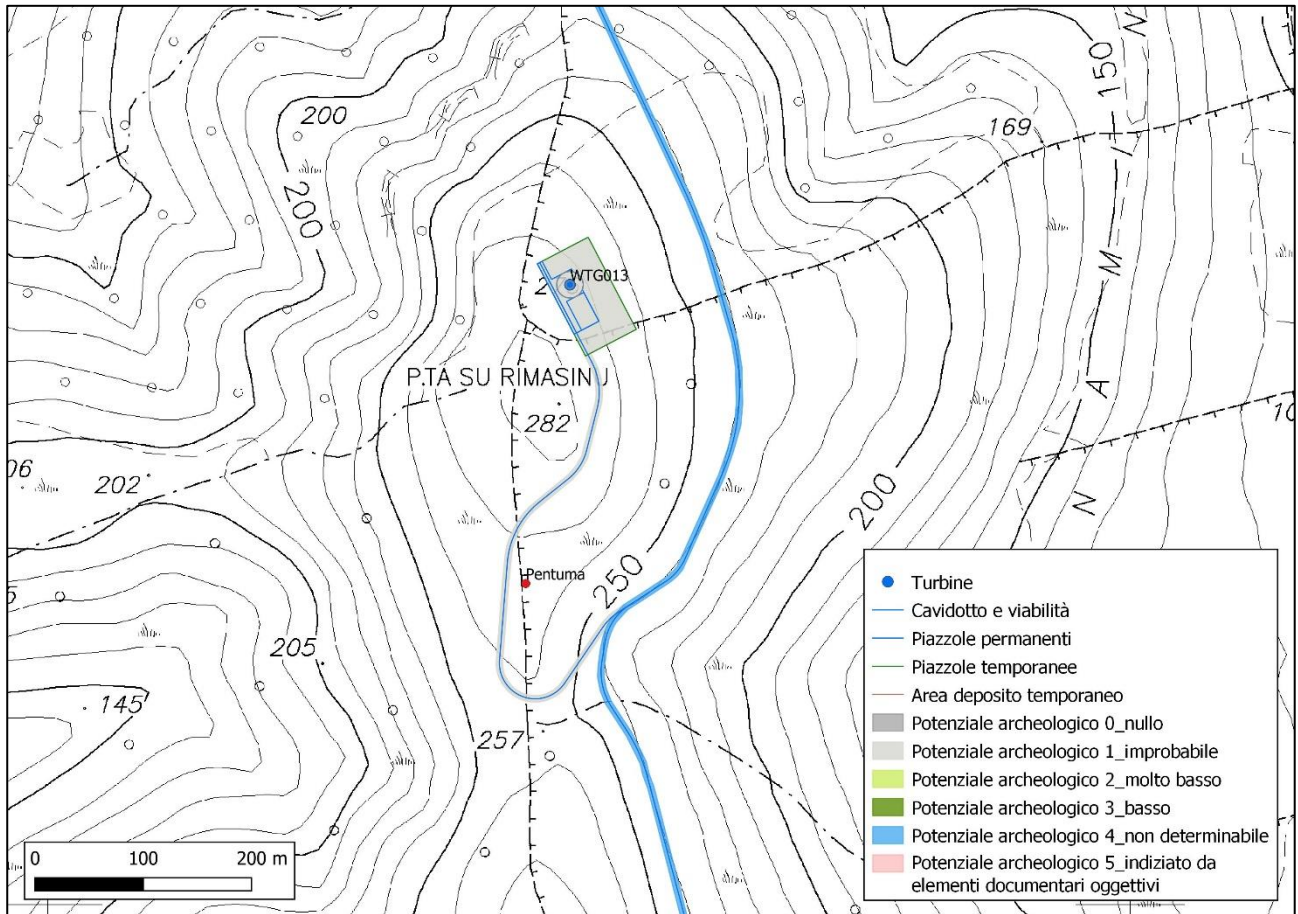 150
N
200
169
200
WTG013
2
P.TA SU RIMASINU
282
A M I
06
202
N
200
Pentuma
250
205
145
257
Turbine
Cavidotto e viabilità
Piazzole permanenti
Piazzole temporanee
Area deposito temporaneo
Potenziale archeologico 0_nullo
Potenziale archeologico 1_improbabile
Potenziale archeologico 2_molto basso
Potenziale archeologico 3_basso
Potenziale archeologico 4_non determinabile
Potenziale archeologico 5_indiziato da
elementi documentari oggettivi
0 100 200 m